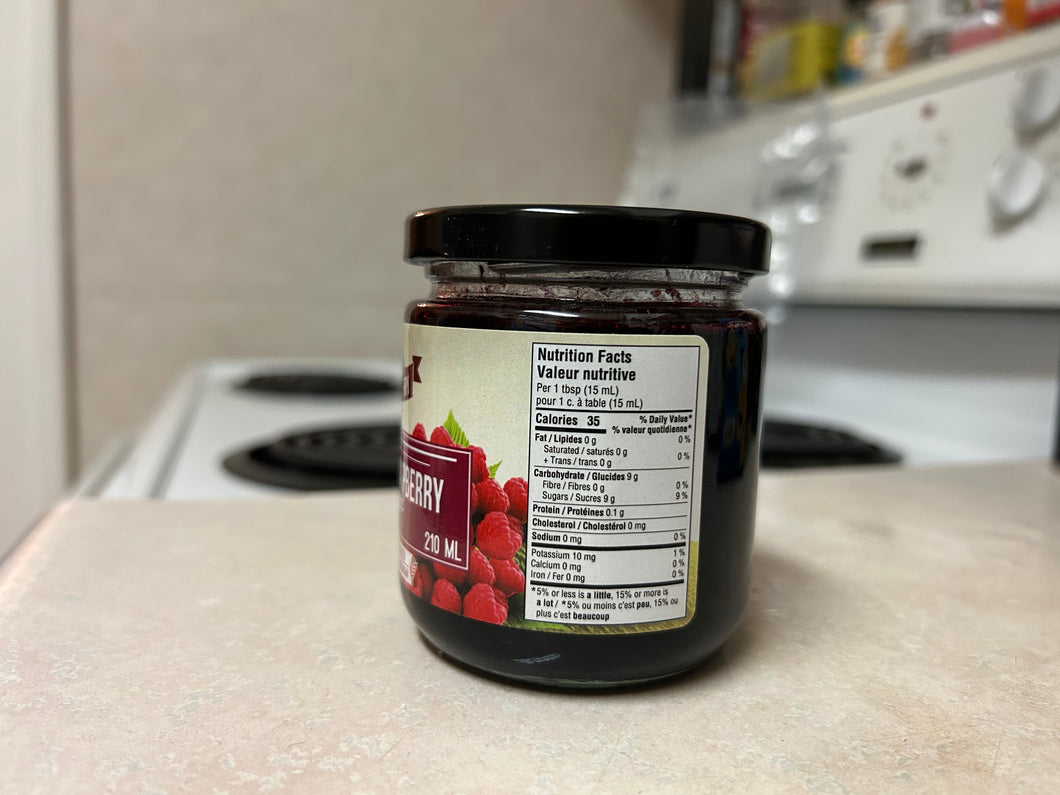 BERRY
210 ML
Nutrition Facts
Valeur nutritive
Per 1 tbsp (15 mL)
pour 1 c. à table (15 mL)
Calories 35
% Daily Value*
% valeur quotidienne*
Fat / Lipides 0 g 0 %
Saturated / saturés 0 g
+ Trans / trans 0 g 0 %
Carbohydrate / Glucides 9 g
Fibre / Fibres 0 g 0 %
Sugars / Sucres 9 g 9 %
Protein / Protéines 0.1 g
Cholesterol / Cholestérol 0 mg
Sodium 0 mg 0 %
Potassium 10 mg 1 %
Calcium 0 mg 0 %
Iron / Fer 0 mg 0 %
*5% or less is a little, 15% or more is
a lot / *5% ou moins c'est peu, 15% ou
plus c'est beaucoup